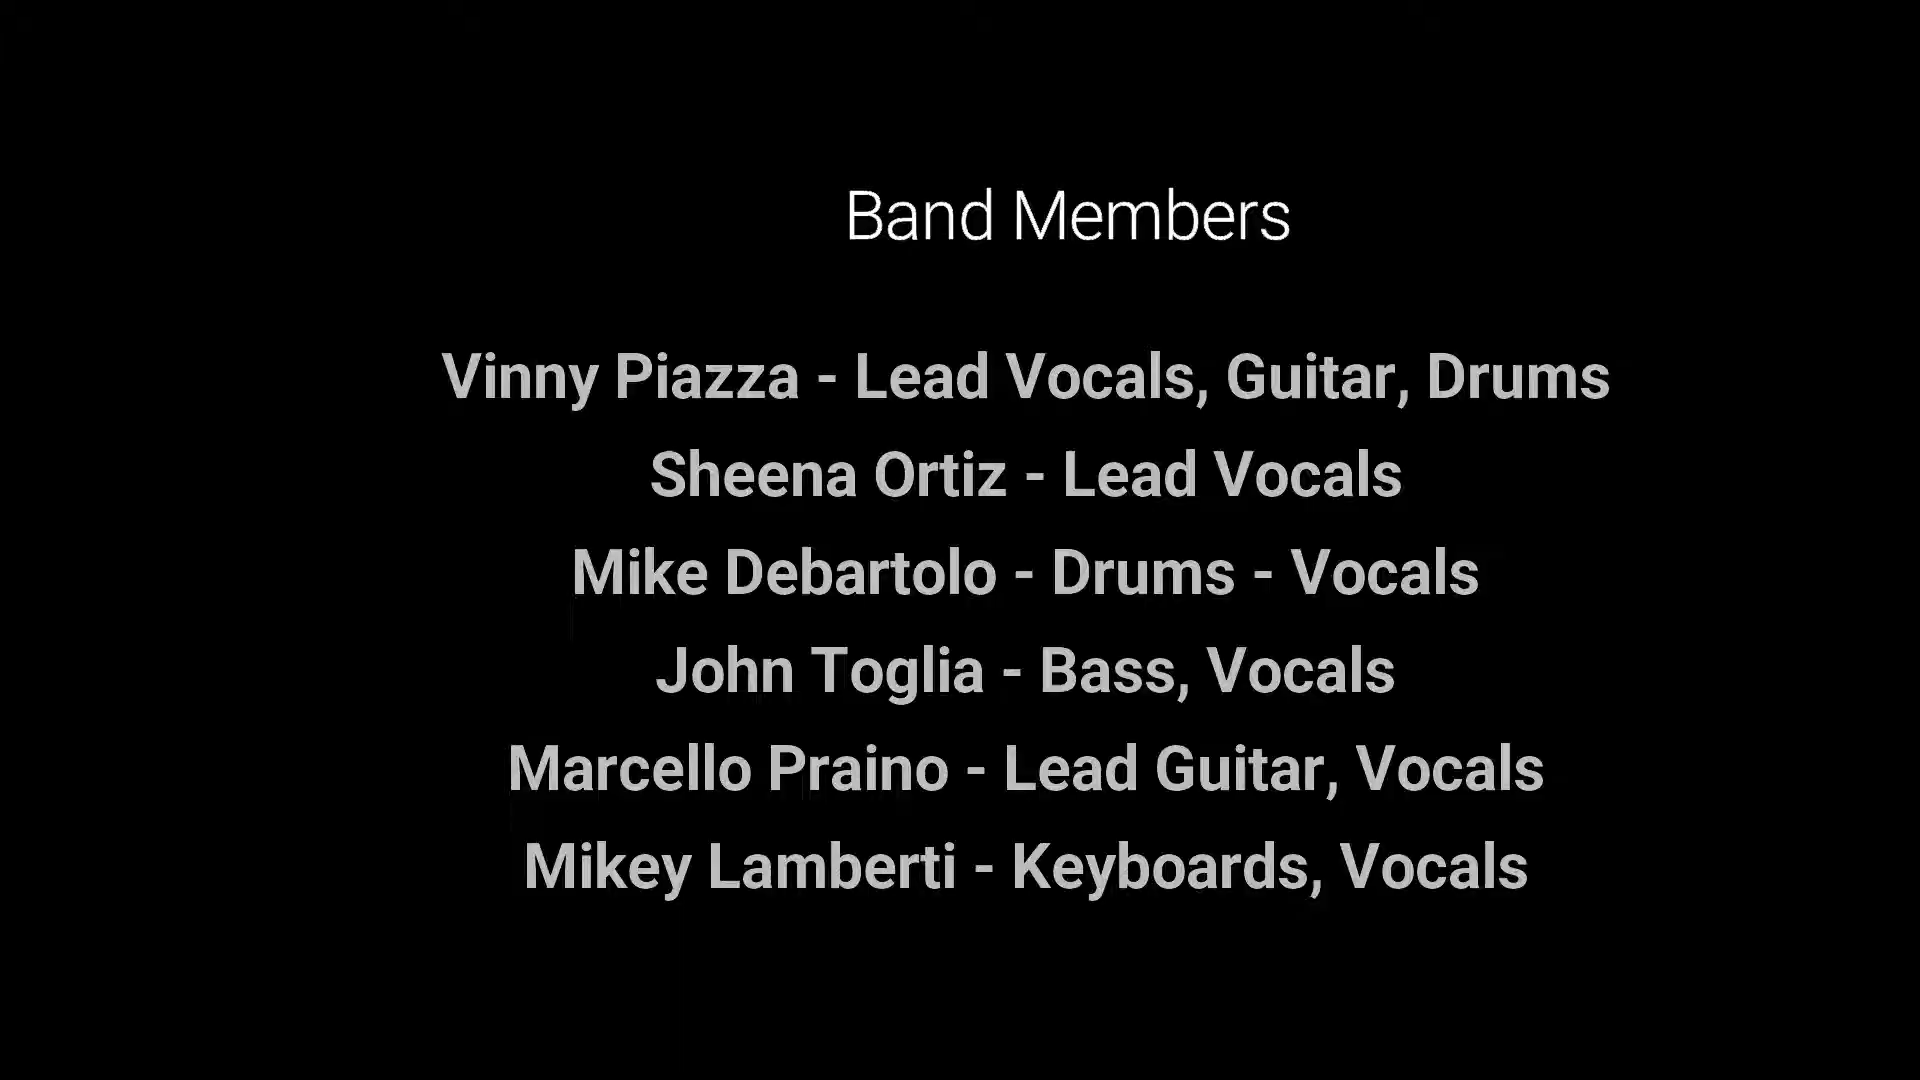 Band Members
Vinny Piazza - Lead Vocals, Guitar, Drums
Sheena Ortiz - Lead Vocals
Mike Debartolo - Drums - Vocals
John Toglia - Bass, Vocals
Marcello Praino - Lead Guitar, Vocals
Mikey Lamberti - Keyboards, Vocals